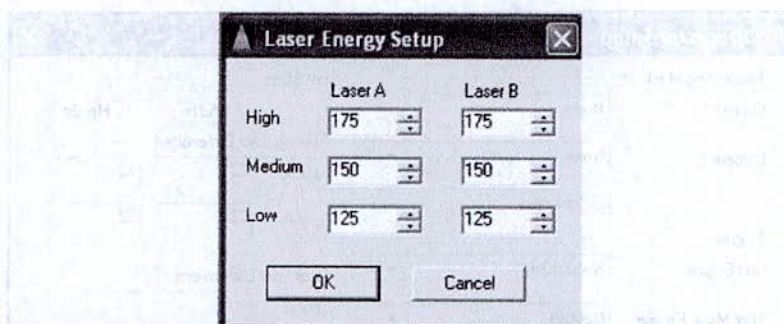 Laser Energy Setup
Laser A Laser B
High 175 175
Medium 150 150
Low 125 125
OK Cancel